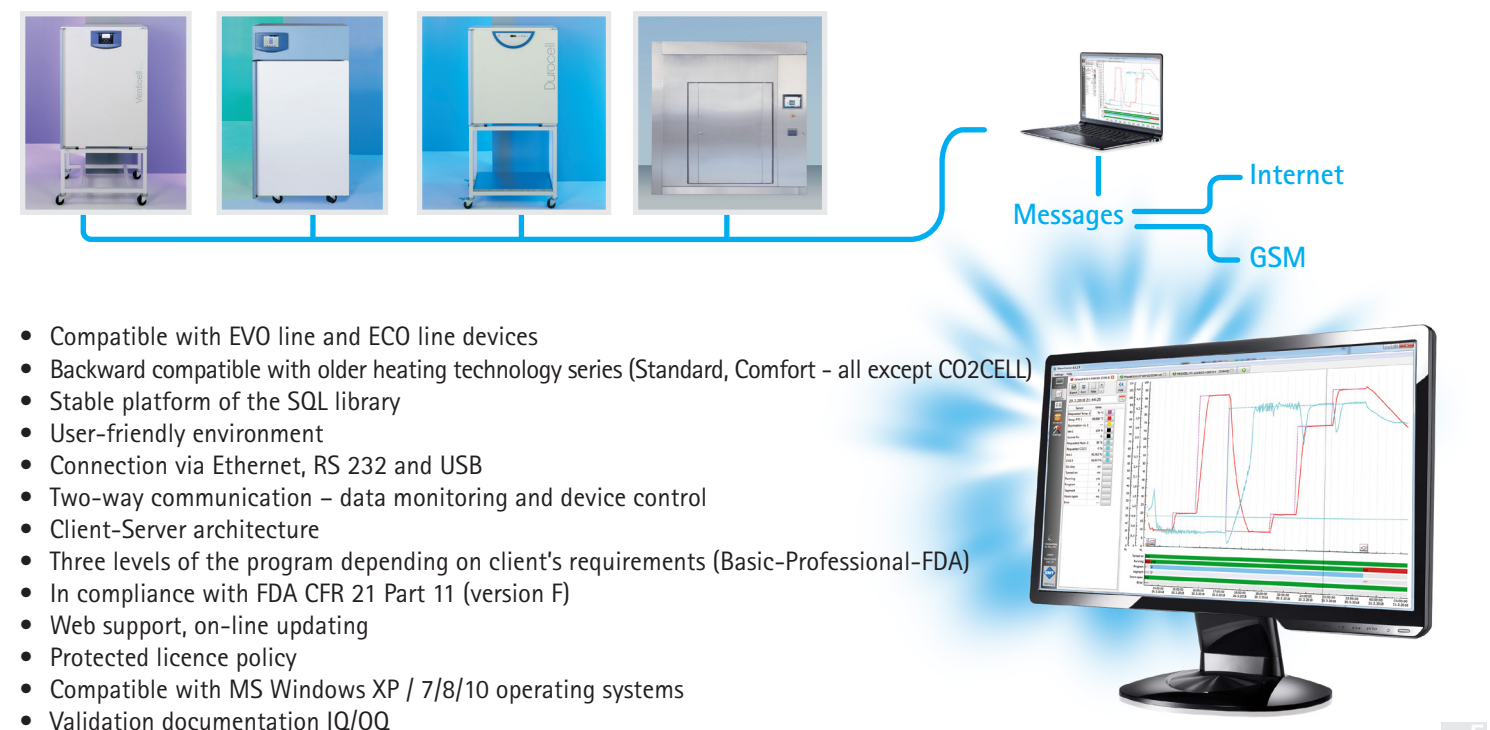 Venticell
Durocell
Internet
Messages
GSM
• Compatible with EVO line and ECO line devices
• Backward compatible with older heating technology series (Standard, Comfort - all except CO2CELL)
• Stable platform of the SQL library
• User-friendly environment
• Connection via Ethernet, RS 232 and USB
• Two-way communication – data monitoring and device control
• Client-Server architecture
• Three levels of the program depending on client's requirements (Basic-Professional-FDA)
• In compliance with FDA CFR 21 Part 11 (version F)
• Web support, on-line updating
• Protected licence policy
• Compatible with MS Windows XP / 7/8/10 operating systems
• Validation documentation IQ/OQ